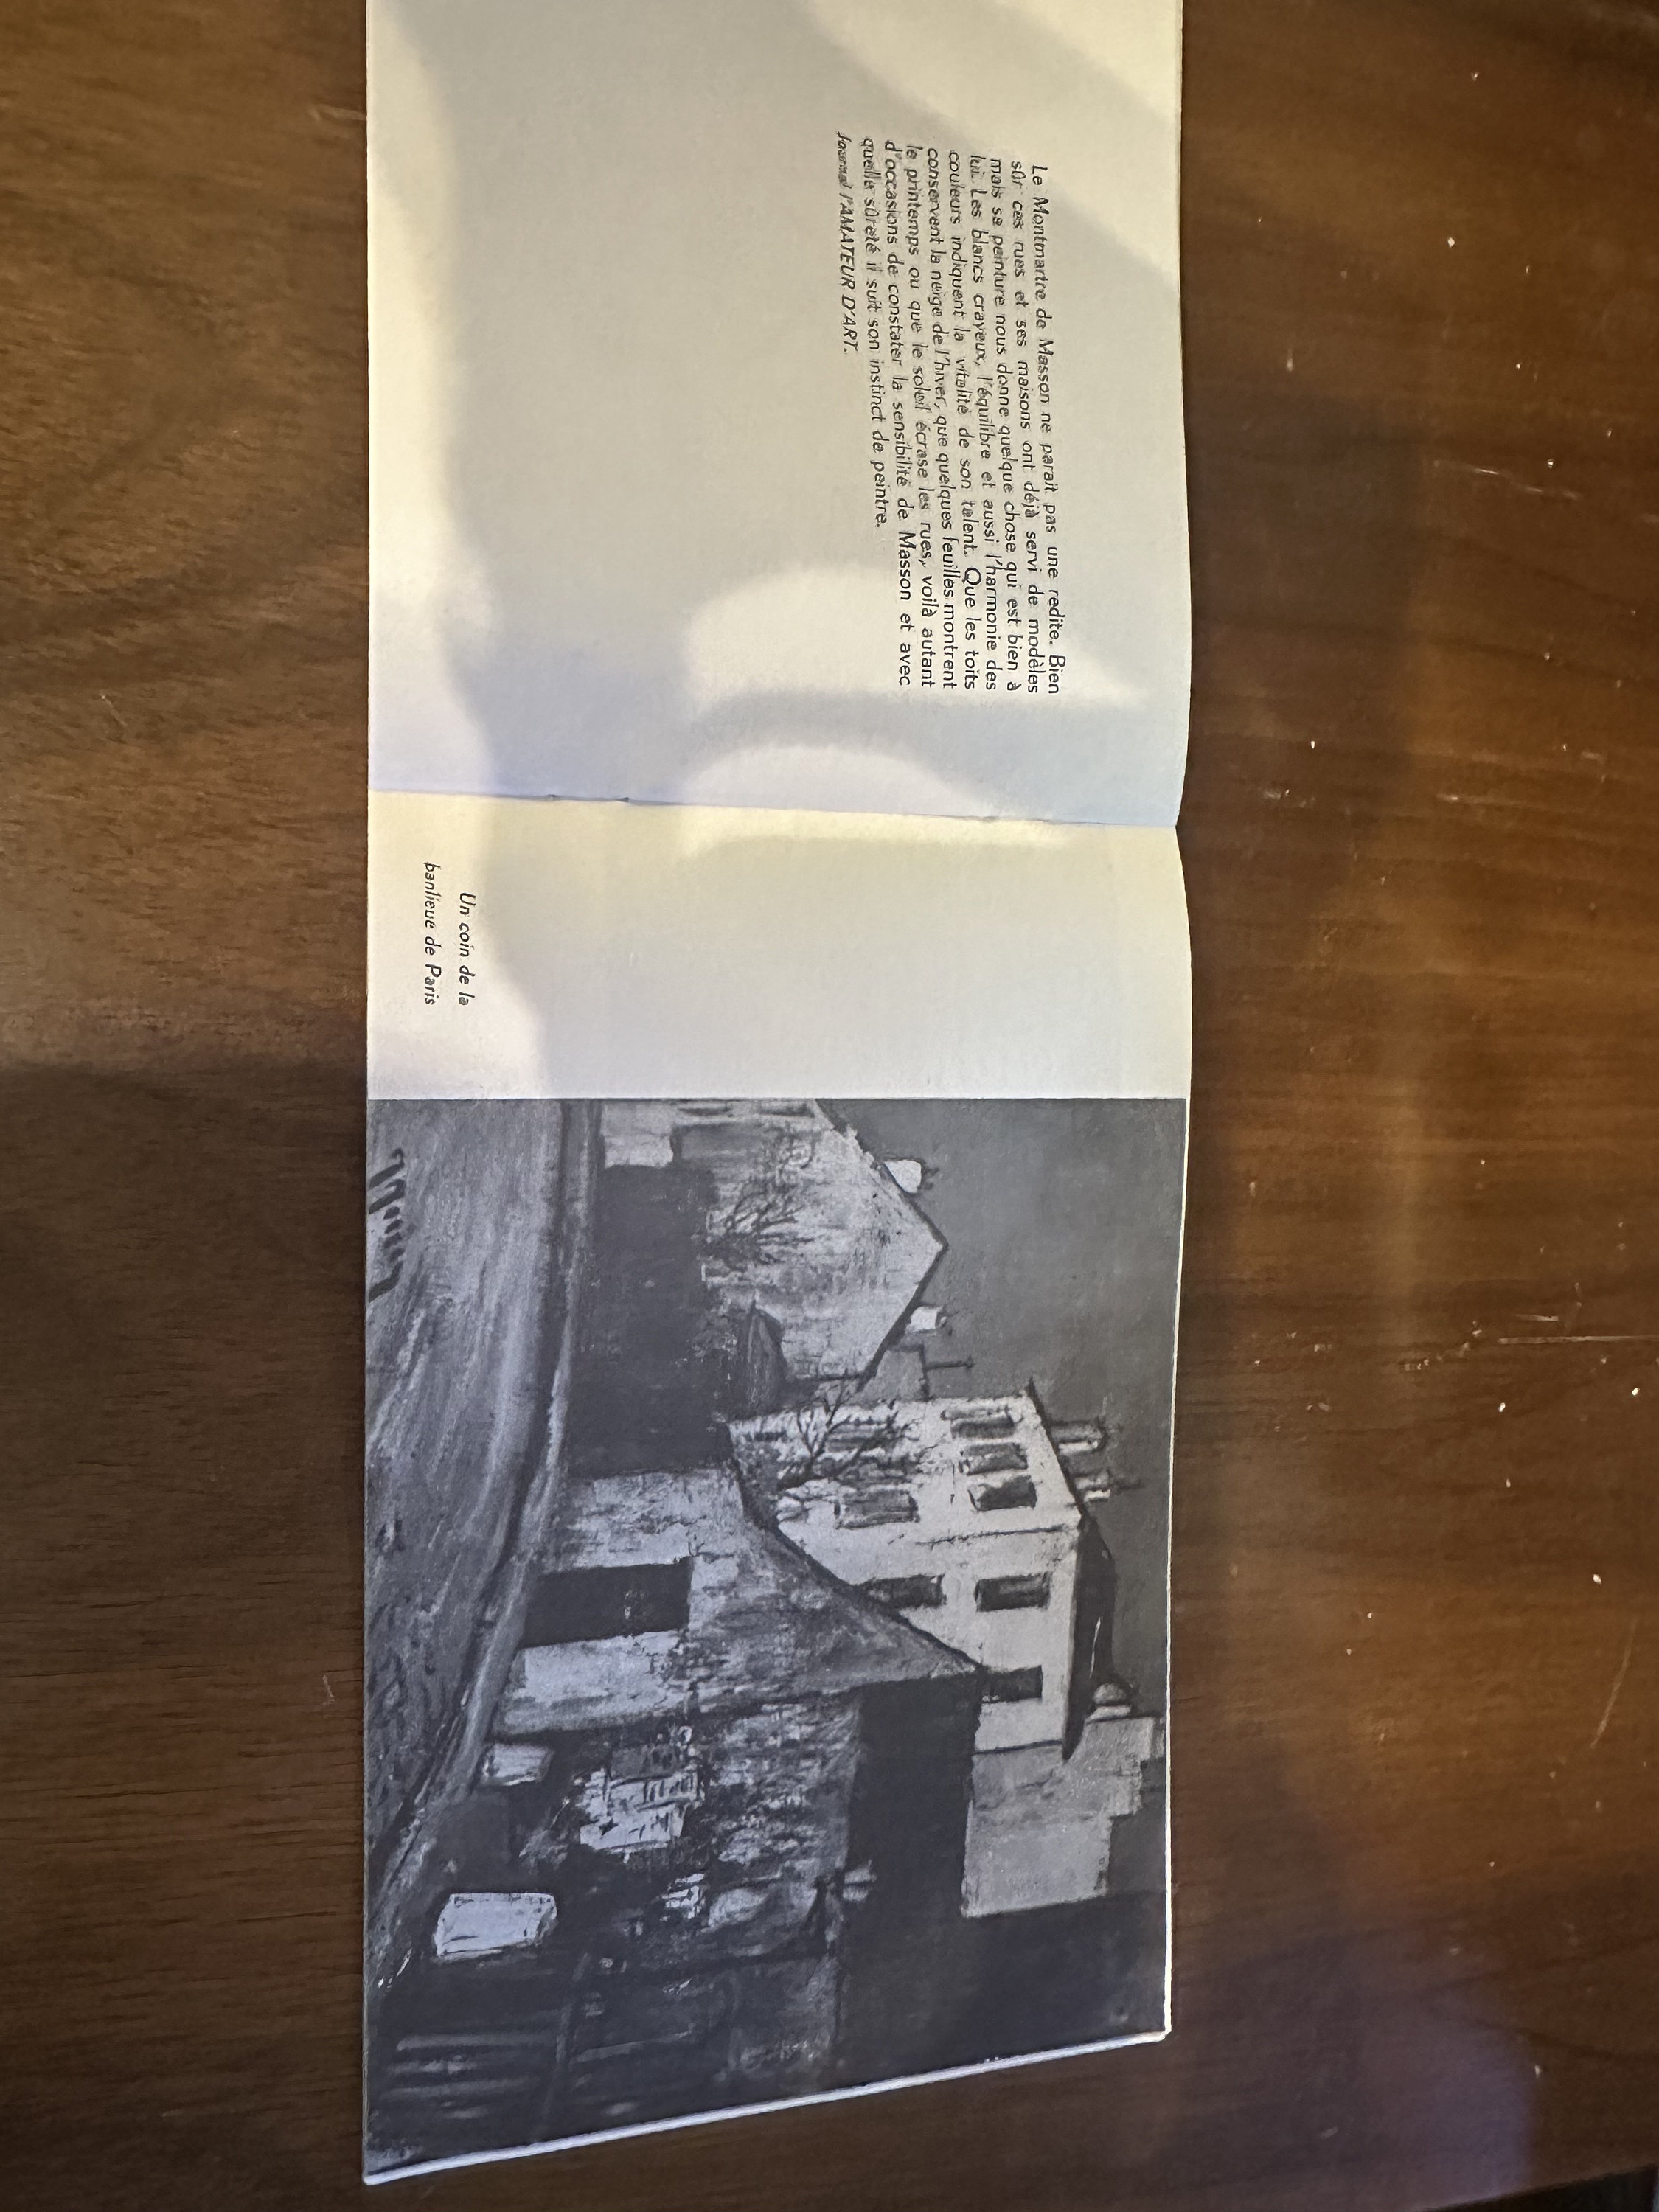 Le Montmartre de Masson ne parait pas une redite. Bien
sûr ces rues et ses maisons ont déjà servi de modèles
mais sa peinture nous donne quelque chose qui est bien à
lui. Les blancs crayeux, l'équilibre et aussi l'harmonie des
couleurs indiquent la vitalité de son talent. Que les toits
conservent la neige de l'hiver, que quelques feuilles montrent
le printemps ou que le soleil écrase les rues, voilà autant
d'occasions de constater la sensibilité de Masson et avec
quelle sûreté il suit son instinct de peintre.
Journal l'AMATEUR D'ART.
Un coin de la
banlieue de Paris